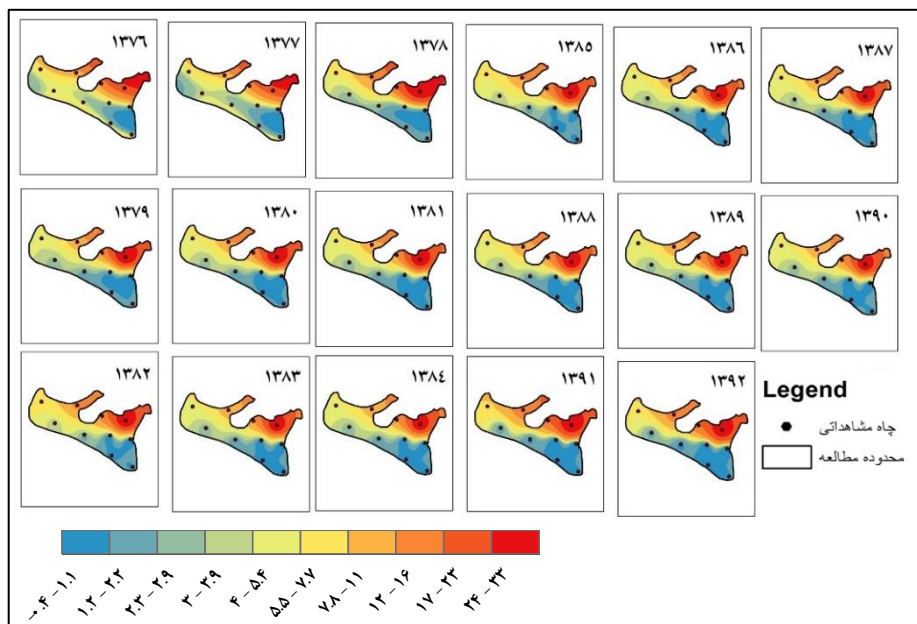 ۱۳۷۶ ۱۳۷۷ ۱۳۷۸ ۱۳۸۵ ۱۳۸۶ ۱۳۸۷
۱۳۷۹ ۱۳۸۰ ۱۳۸۱ ۱۳۸۸ ۱۳۸۹ ۱۳۹۰
۱۳۸۲ ۱۳۸۳ ۱۳۸۴ ۱۳۹۱ ۱۳۹۲
Legend
چاه مشاهداتی
محدوده مطالعه
-۰.۴ - ۱.۱
۱.۲ - ۲.۲
۲.۳ - ۲.۹
۳ - ۳.۹
۴ - ۵.۴
۵.۵ - ۷.۷
۷.۸ - ۱۱
۱۲ - ۱۶
۱۷ - ۲۳
۲۴ - ۳۳